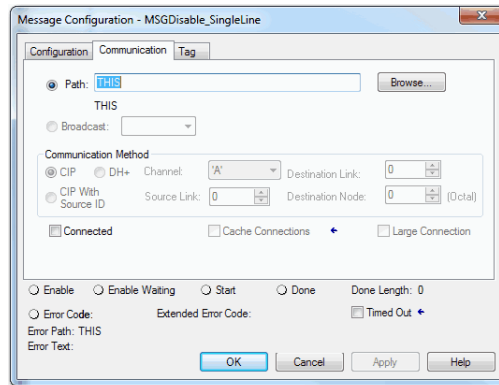 Message Configuration - MSGDisable_SingleLine
Configuration Communication Tag
Path: THIS Browse...
THIS
Broadcast:
Communication Method
CIP DH+ Channel: 'A' Destination Link: 0
CIP With Source ID Source Link: 0 Destination Node: 0 (Octal)
Connected Cache Connections Large Connection
Enable Enable Waiting Start Done Done Length: 0
Error Code: Extended Error Code: Timed Out
Error Path: THIS
Error Text:
OK Cancel Apply Help